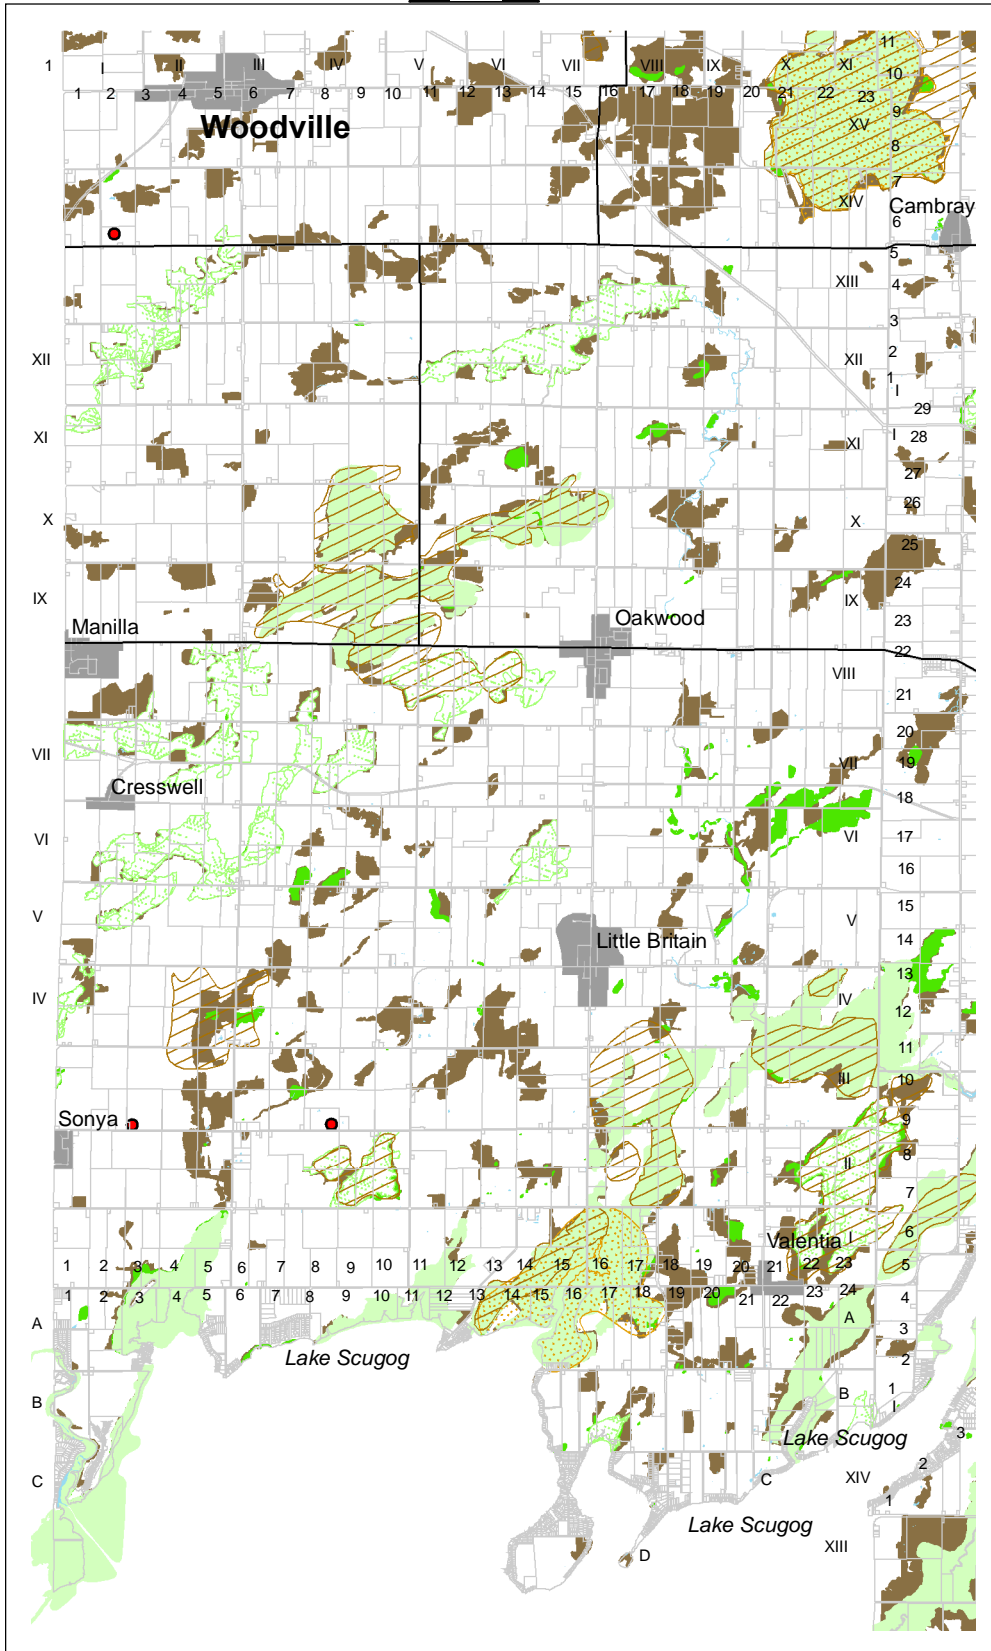 1 I II III IV V VI VII VIII IX X XI 11
10
1 2 3 4 5 6 7 8 9 10 11 12 13 14 15 16 17 18 19 20 21 22 23
9
Woodville
XV
8
7
XIV
Cambray
6
5
XIII 4
3
XII XII 2
1
I
29
XI XI I 28
27
26
X X
25
24
IX IX
23
Manilla Oakwood
22
VIII
21
20
VII VII 19
Cresswell
18
VI VI 17
16
15
V V
Little Britain 14
13
IV IV 12
11
III 10
Sonya 9
II 8
7
6
Valentia I
1 2 3 4 5 6 7 8 9 10 11 12 13 14 15 16 17 18 19 20 21 22 23 5
1 2 3 4 5 6 7 8 9 10 11 12 13 14 15 16 17 18 19 20 21 22 23 24 4
A A 3
Lake Scugog 2
B B 1
I
Lake Scugog 3
2
C C XIV
1
Lake Scugog
XIII
D